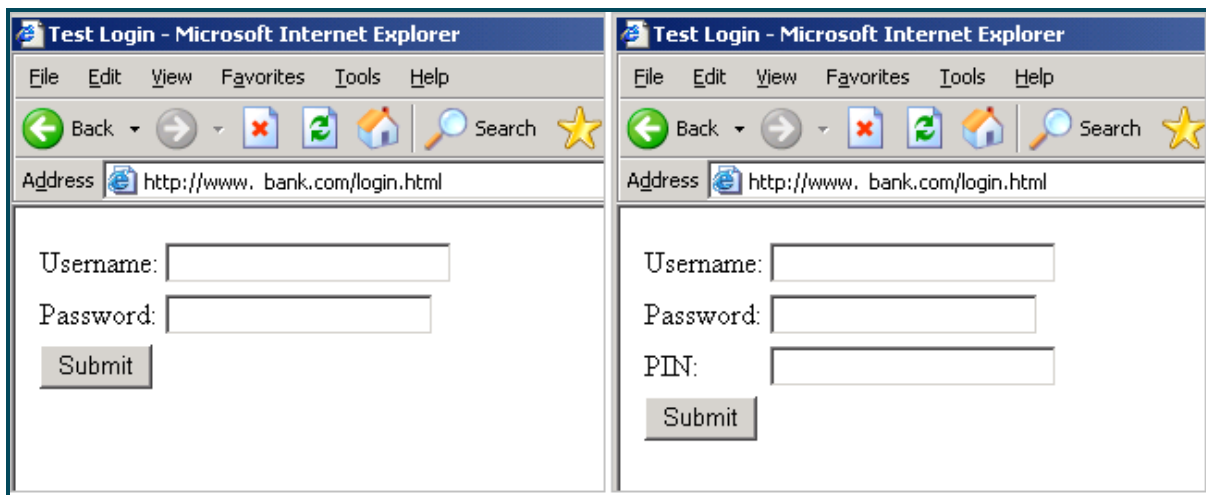 Test Login - Microsoft Internet Explorer
File Edit View Favorites Tools Help
Back Search
Address http://www. bank.com/login.html
Username:
Password:
Submit
Test Login - Microsoft Internet Explorer
File Edit View Favorites Tools Help
Back Search
Address http://www. bank.com/login.html
Username:
Password:
PIN:
Submit